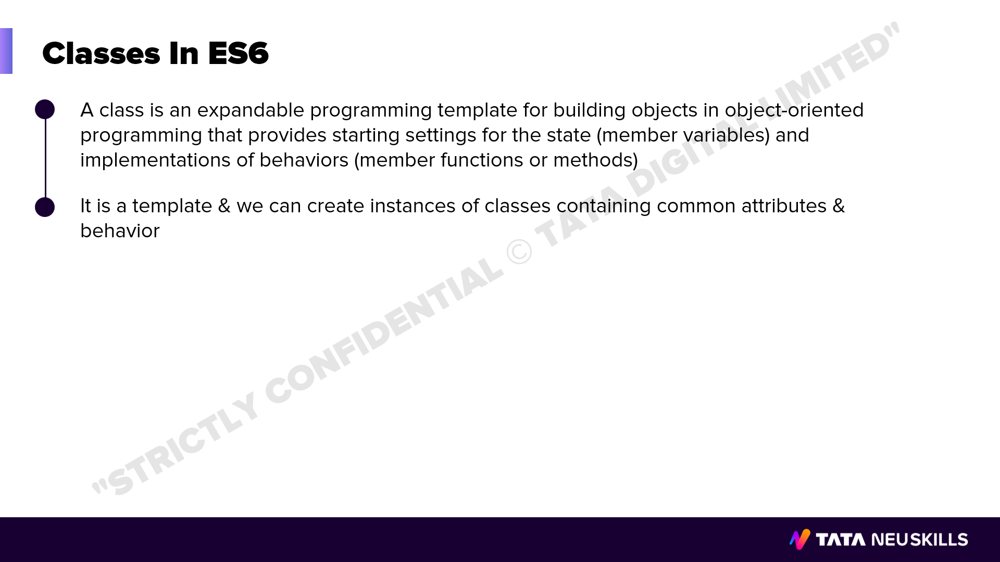 Classes In ES6
A class is an expandable programming template for building objects in object-oriented
programming that provides starting settings for the state (member variables) and
implementations of behaviors (member functions or methods)
It is a template & we can create instances of classes containing common attributes &
behavior
"STRICTLY CONFIDENTIAL © TATA DIGITAL LIMITED"
TATA NEUSKILLS